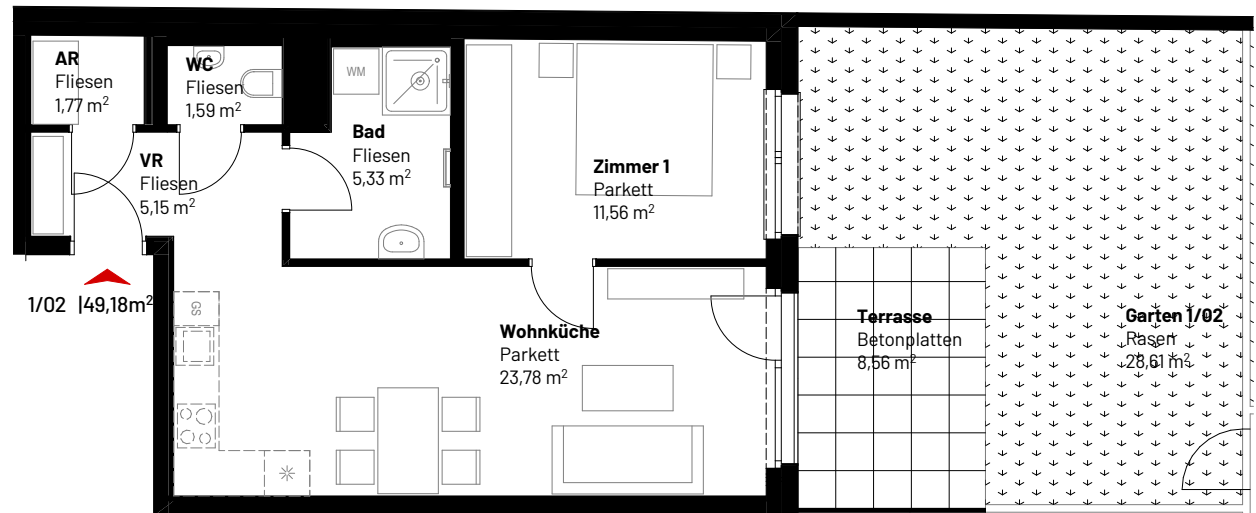 AR
Fliesen
1,77 m²
WC
Fliesen
1,59 m²
WM
Bad
Fliesen
5,33 m²
VR
Fliesen
5,15 m²
Zimmer 1
Parkett
11,56 m²
1/02 |49,18m²
GS
Wohnküche
Parkett
23,78 m²
Terrasse
Betonplatten
8,56 m²
Garten 1/02
Rasen
28,61 m²